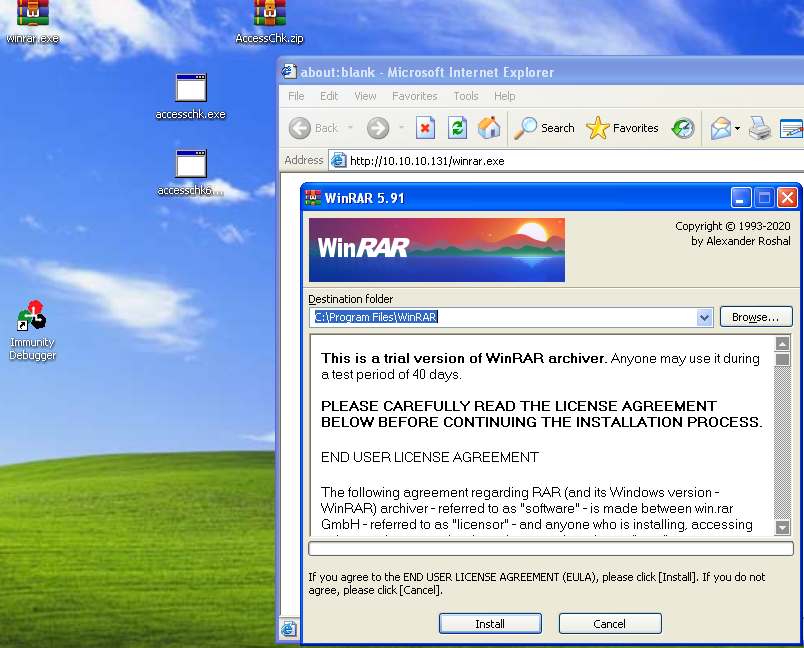 winrar.exe
AccessChk.zip
accesschk.exe
accesschk6...
Immunity
Debugger
about:blank - Microsoft Internet Explorer
File Edit View Favorites Tools Help
Back Search Favorites
Address http://10.10.10.131/winrar.exe
WinRAR 5.91
WinRAR
Copyright © 1993-2020
by Alexander Roshal
Destination folder
C:\Program Files\WinRAR
Browse...
This is a trial version of WinRAR archiver. Anyone may use it during
a test period of 40 days.
PLEASE CAREFULLY READ THE LICENSE AGREEMENT
BELOW BEFORE CONTINUING THE INSTALLATION PROCESS.
END USER LICENSE AGREEMENT
The following agreement regarding RAR (and its Windows version -
WinRAR) archiver - referred to as "software" - is made between win.rar
GmbH - referred to as "licensor" - and anyone who is installing, accessing
If you agree to the END USER LICENSE AGREEMENT (EULA), please click [Install]. If you do not
agree, please click [Cancel].
Install Cancel